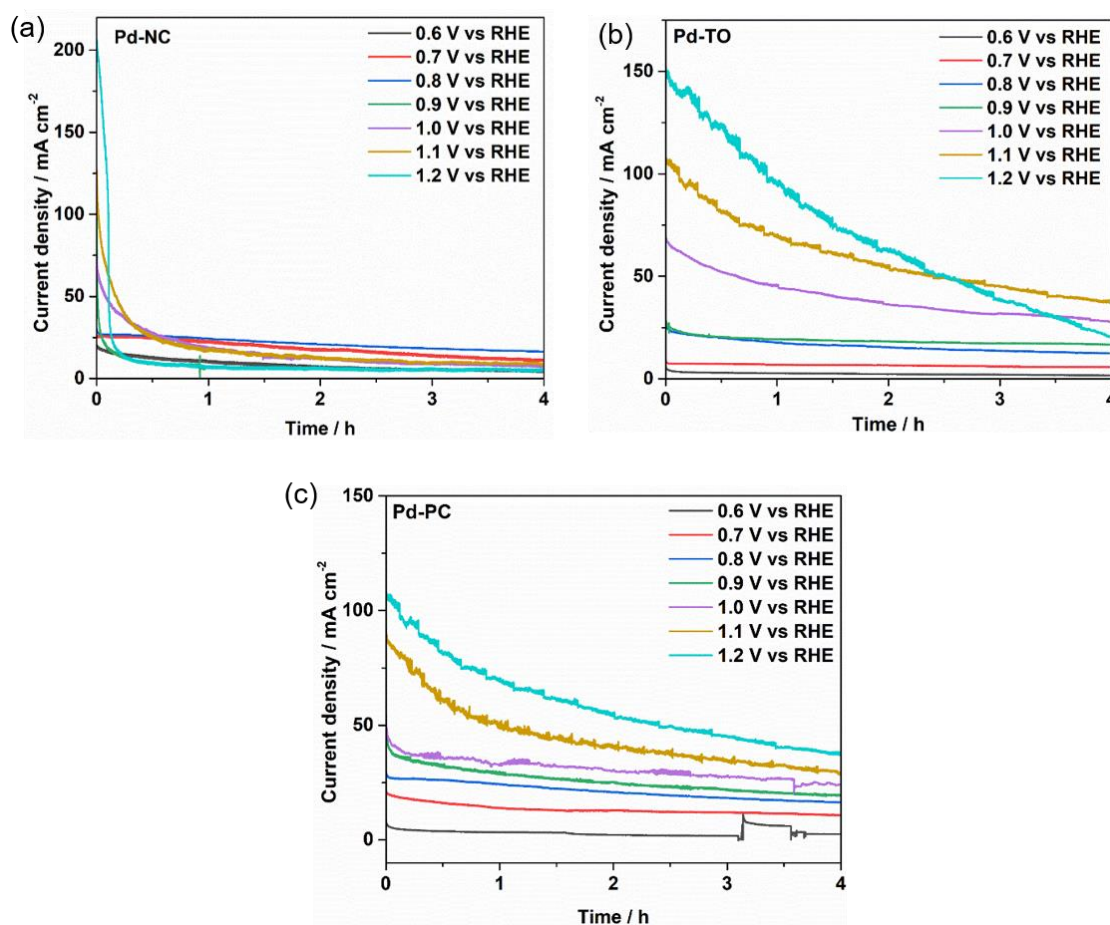 (a)
Pd-NC
0.6 V vs RHE
0.7 V vs RHE
0.8 V vs RHE
0.9 V vs RHE
1.0 V vs RHE
1.1 V vs RHE
1.2 V vs RHE
Current density / mA cm⁻²
200
150
100
50
0
0 1 2 3 4
Time / h
(b)
Pd-TO
0.6 V vs RHE
0.7 V vs RHE
0.8 V vs RHE
0.9 V vs RHE
1.0 V vs RHE
1.1 V vs RHE
1.2 V vs RHE
Current density / mA cm⁻²
150
100
50
0
0 1 2 3 4
Time / h
(c)
Pd-PC
0.6 V vs RHE
0.7 V vs RHE
0.8 V vs RHE
0.9 V vs RHE
1.0 V vs RHE
1.1 V vs RHE
1.2 V vs RHE
Current density / mA cm⁻²
150
100
50
0
0 1 2 3 4
Time / h